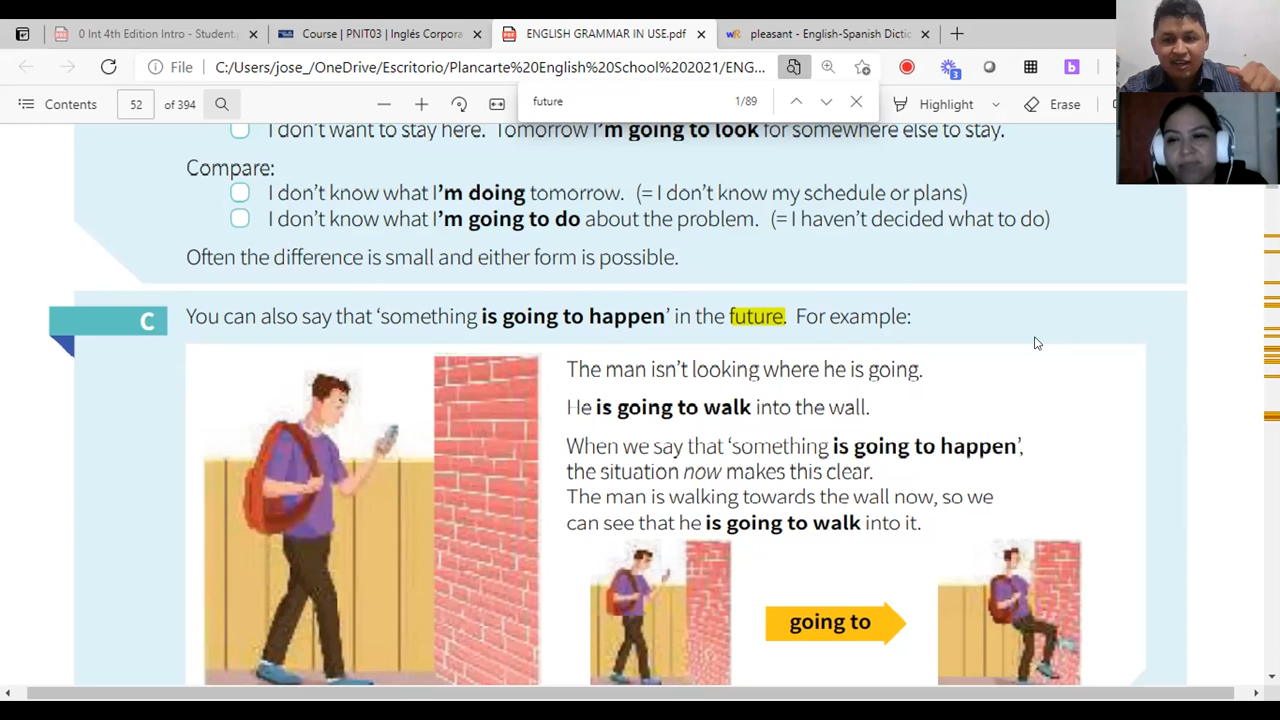 0 Int 4th Edition Intro - Student.
Course | PNIT03 | Inglés Corpora
ENGLISH GRAMMAR IN USE.pdf
pleasant - English-Spanish Dictic
File
C:/Users/jose_/OneDrive/Escritorio/Plancarte%20English%20School%202021/ENG...
3
Contents
52
of 394
future
1/89
Highlight
Erase
I don't want to stay here. Tomorrow I'm going to look for somewhere else to stay.
Compare:
I don't know what I'm doing tomorrow. (= I don't know my schedule or plans)
I don't know what I'm going to do about the problem. (= I haven't decided what to do)
Often the difference is small and either form is possible.
C
You can also say that 'something is going to happen' in the future. For example:
The man isn't looking where he is going.
He is going to walk into the wall.
When we say that 'something is going to happen',
the situation now makes this clear.
The man is walking towards the wall now, so we
can see that he is going to walk into it.
going to